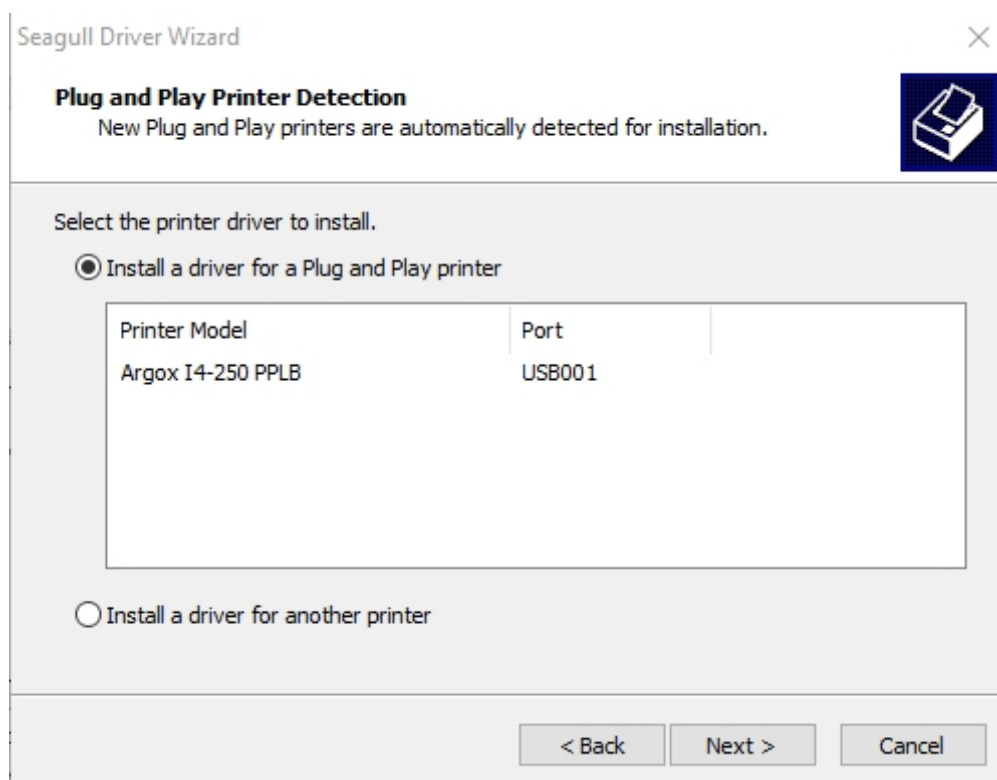 Seagull Driver Wizard
Plug and Play Printer Detection
New Plug and Play printers are automatically detected for installation.
Select the printer driver to install.
Install a driver for a Plug and Play printer
Printer Model Port
Argox I4-250 PPLB USB001
Install a driver for another printer
< Back Next > Cancel